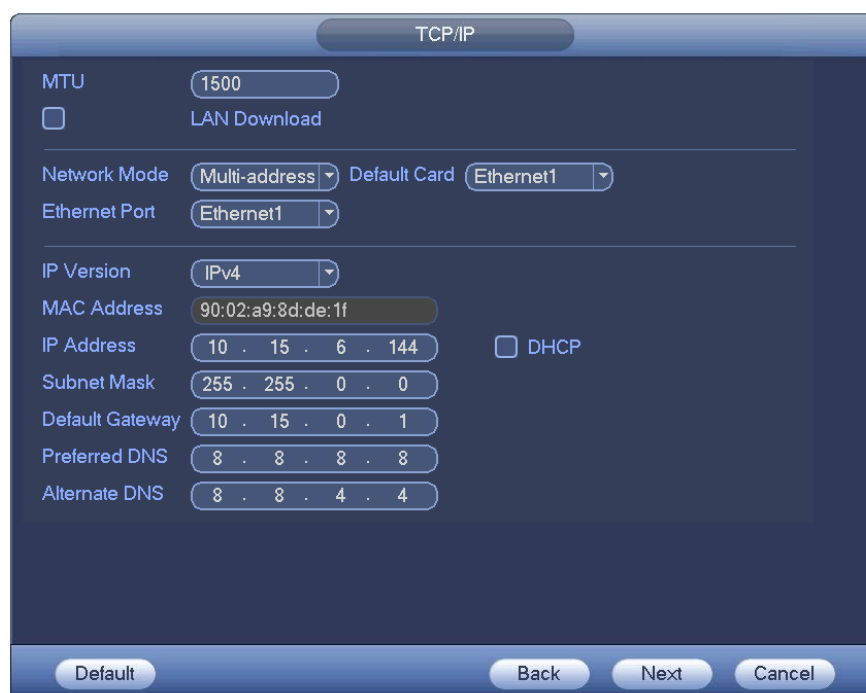 TCP/IP
MTU 1500
LAN Download
Network Mode Multi-address Default Card Ethernet1
Ethernet Port Ethernet1
IP Version IPv4
MAC Address 90:02:a9:8d:de:1f
IP Address 10 . 15 . 6 . 144 DHCP
Subnet Mask 255 . 255 . 0 . 0
Default Gateway 10 . 15 . 0 . 1
Preferred DNS 8 . 8 . 8 . 8
Alternate DNS 8 . 8 . 4 . 4
Default Back Next Cancel